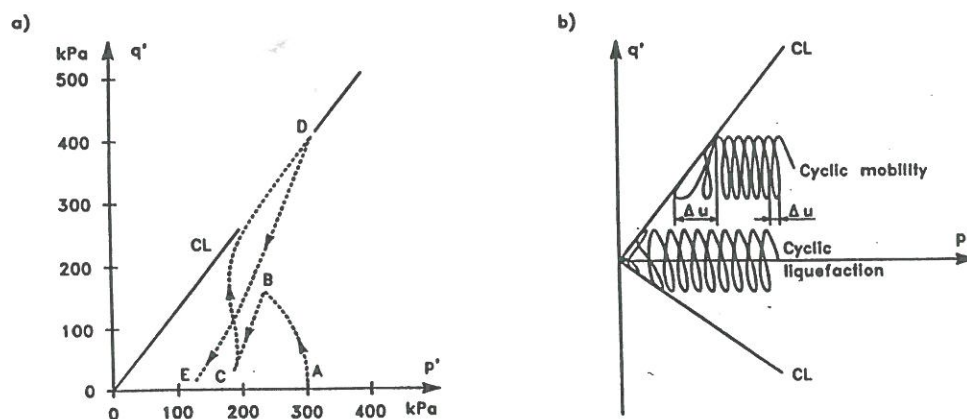 a)
kPa
q'
500
400
300
200
100
0
CL
D
B
E
C
A
p'
0
100
200
300
400
kPa
b)
q'
CL
Cyclic mobility
Δu
Δu
Cyclic
liquefaction
p
CL